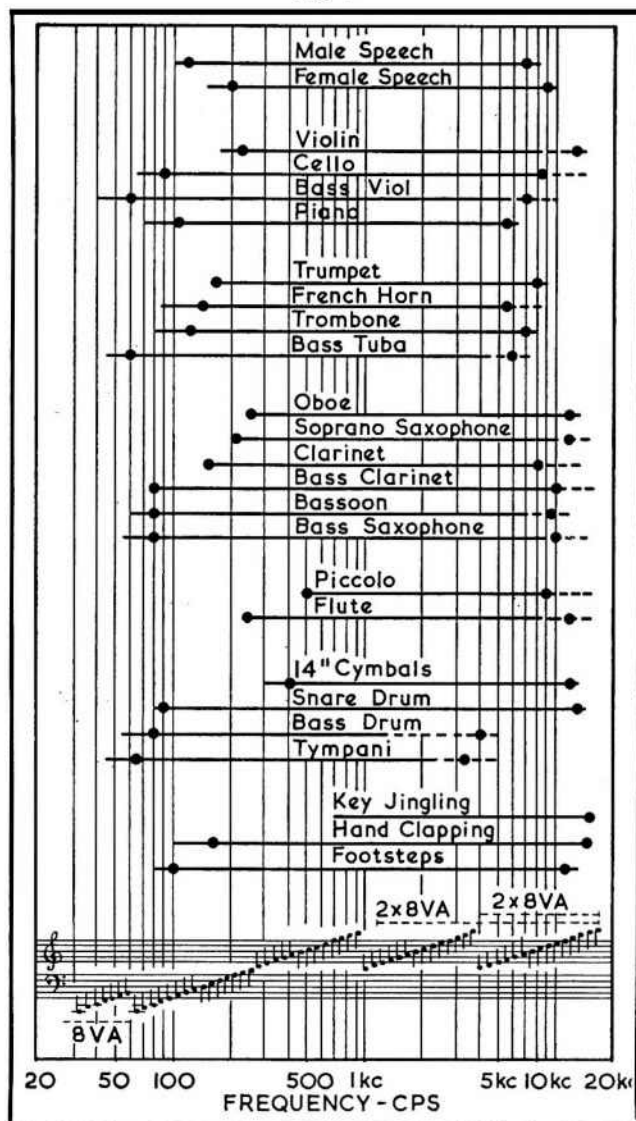 Male Speech
Female Speech
Violin
Cello
Bass Viol
Piano
Trumpet
French Horn
Trombone
Bass Tuba
Oboe
Soprano Saxophone
Clarinet
Bass Clarinet
Bassoon
Bass Saxophone
Piccolo
Flute
14" Cymbals
Snare Drum
Bass Drum
Tympani
Key Jingling
Hand Clapping
Footsteps
2x8VA 2x8VA
8VA
20 50 100 500 1kc 5kc 10kc 20kc
FREQUENCY-CPS